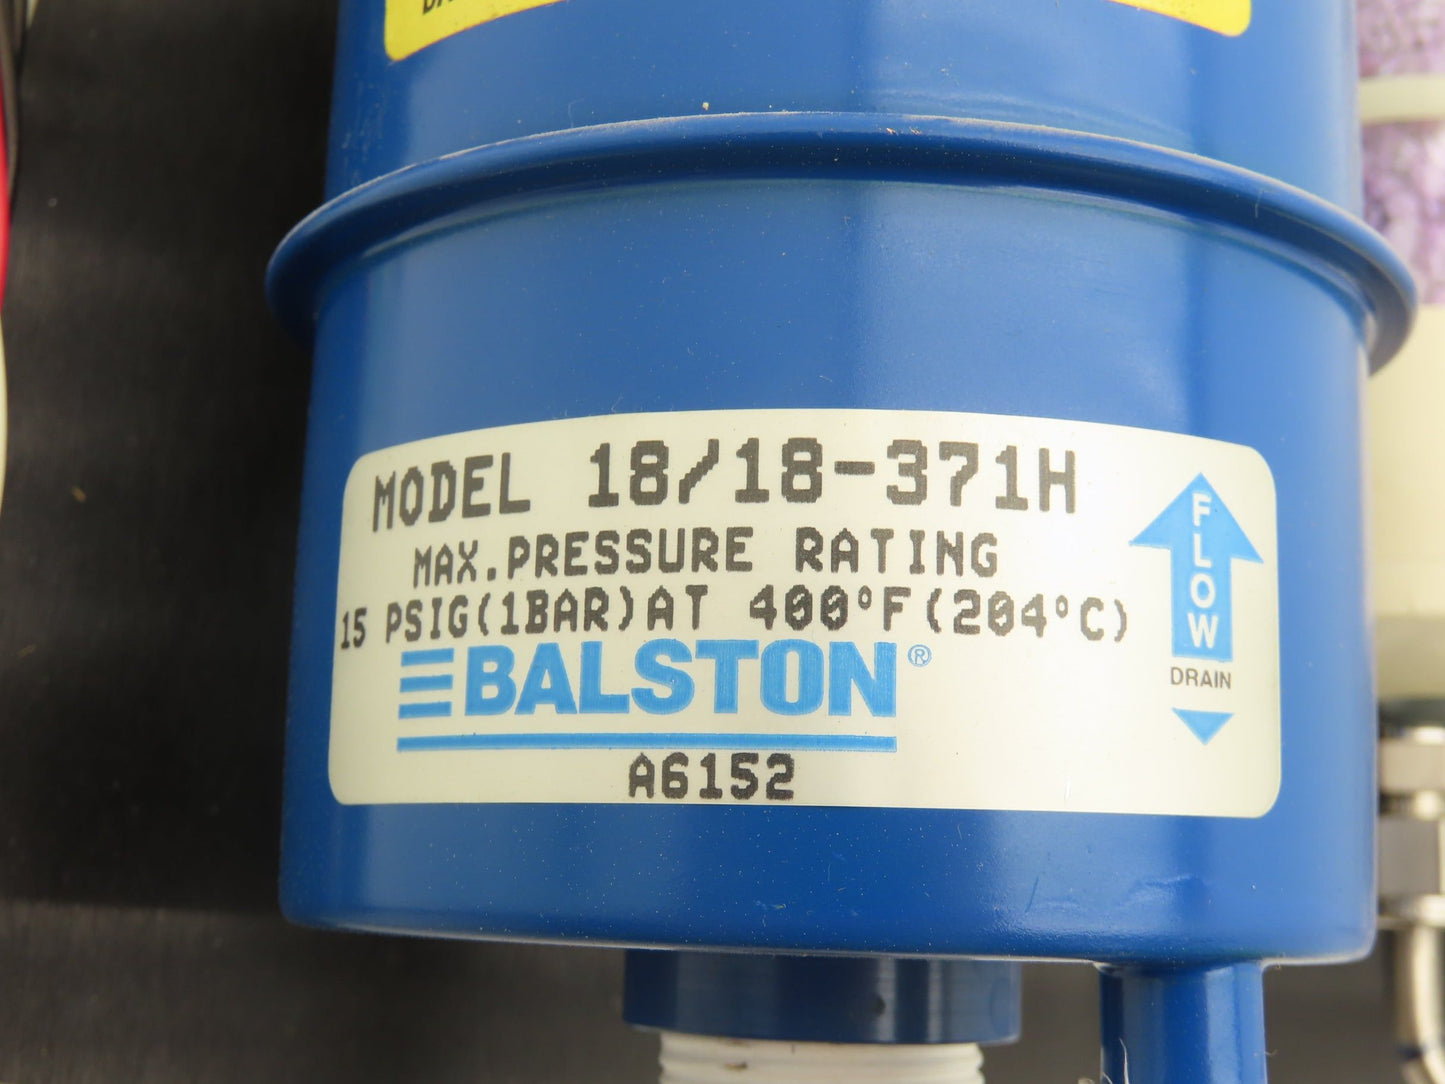 MODEL 18/18-371H
MAX.PRESSURE RATING
15 PSIG(1BAR)AT 400°F(204°C)
BALSTON®
A6152
FLOW
DRAIN